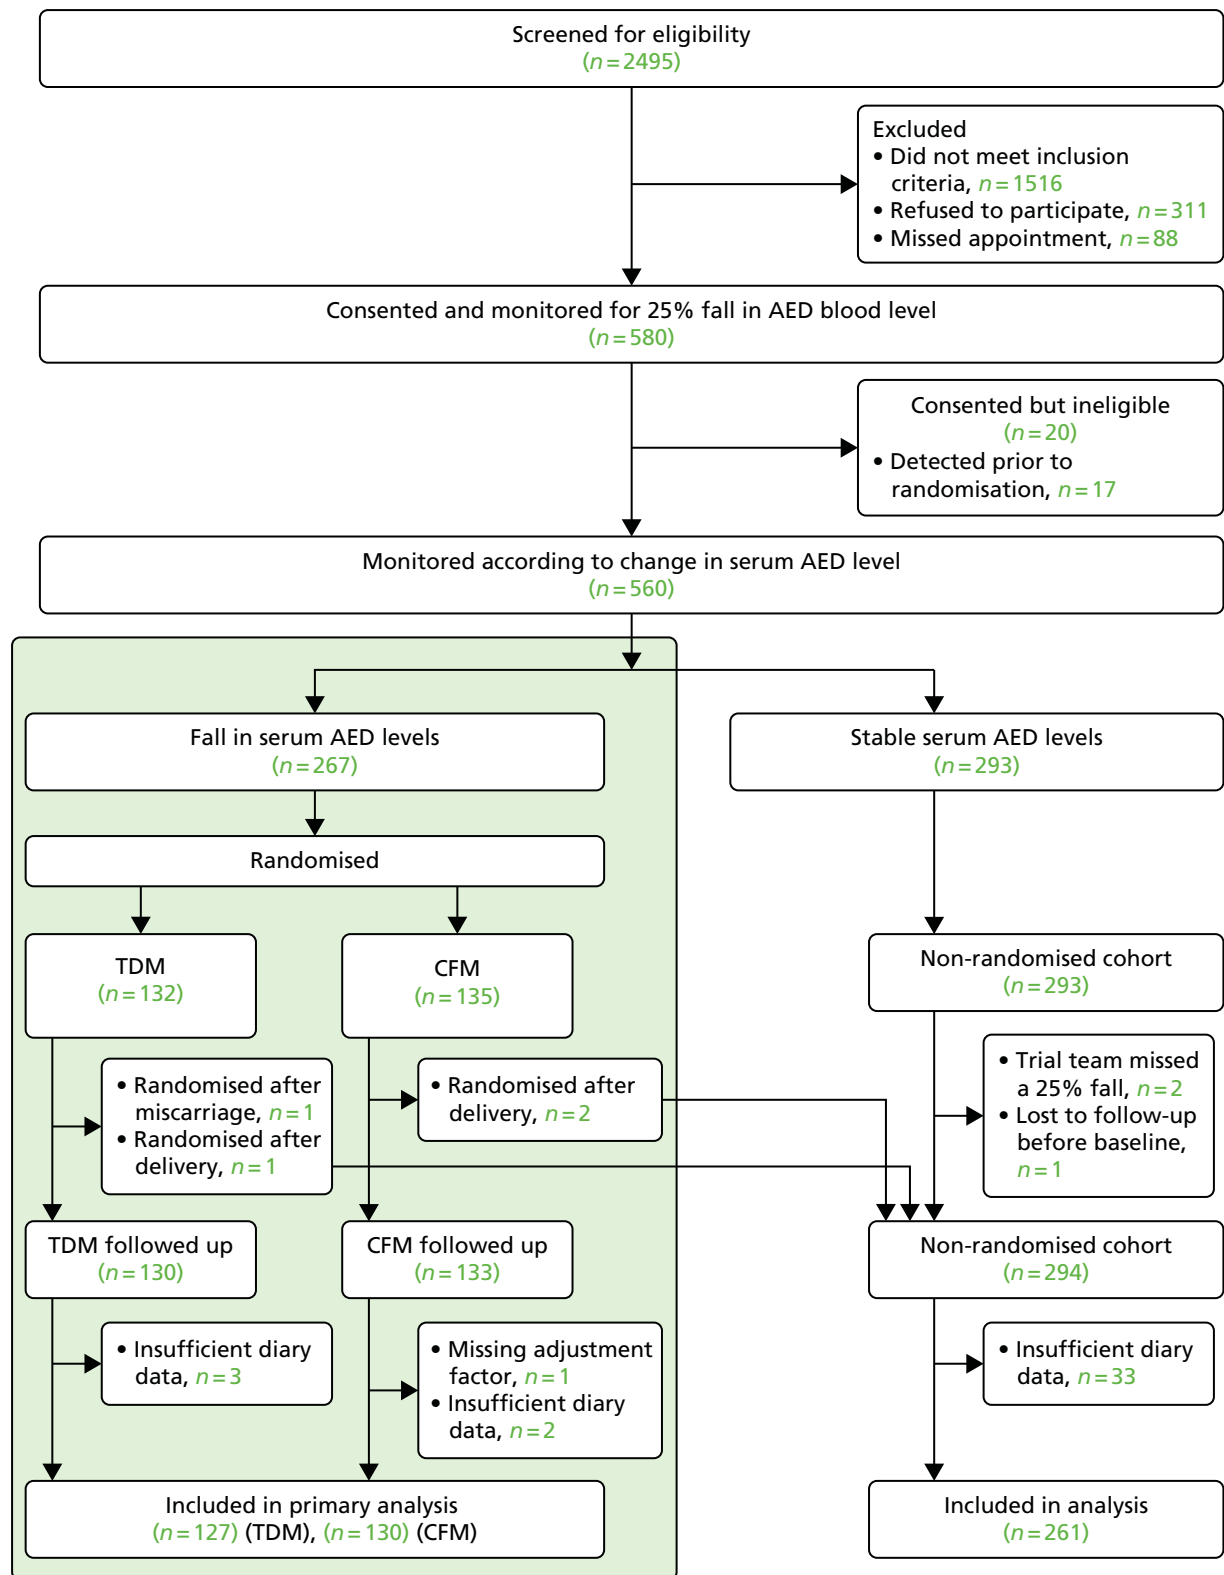 Screened for eligibility
(n=2495)
Excluded
• Did not meet inclusion
criteria, n=1516
• Refused to participate, n=311
• Missed appointment, n=88
Consented and monitored for 25% fall in AED blood level
(n=580)
Consented but ineligible
(n=20)
• Detected prior to
randomisation, n=17
Monitored according to change in serum AED level
(n=560)
Fall in serum AED levels
(n=267)
Stable serum AED levels
(n=293)
Randomised
TDM
(n=132)
CFM
(n=135)
Non-randomised cohort
(n=293)
• Randomised after
miscarriage, n=1
• Randomised after
delivery, n=1
• Randomised after
delivery, n=2
• Trial team missed
a 25% fall, n=2
• Lost to follow-up
before baseline,
n=1
TDM followed up
(n=130)
CFM followed up
(n=133)
Non-randomised cohort
(n=294)
• Insufficient diary
data, n=3
• Missing adjustment
factor, n=1
• Insufficient diary
data, n=2
• Insufficient diary
data, n=33
Included in primary analysis
(n=127) (TDM), (n=130) (CFM)
Included in analysis
(n=261)